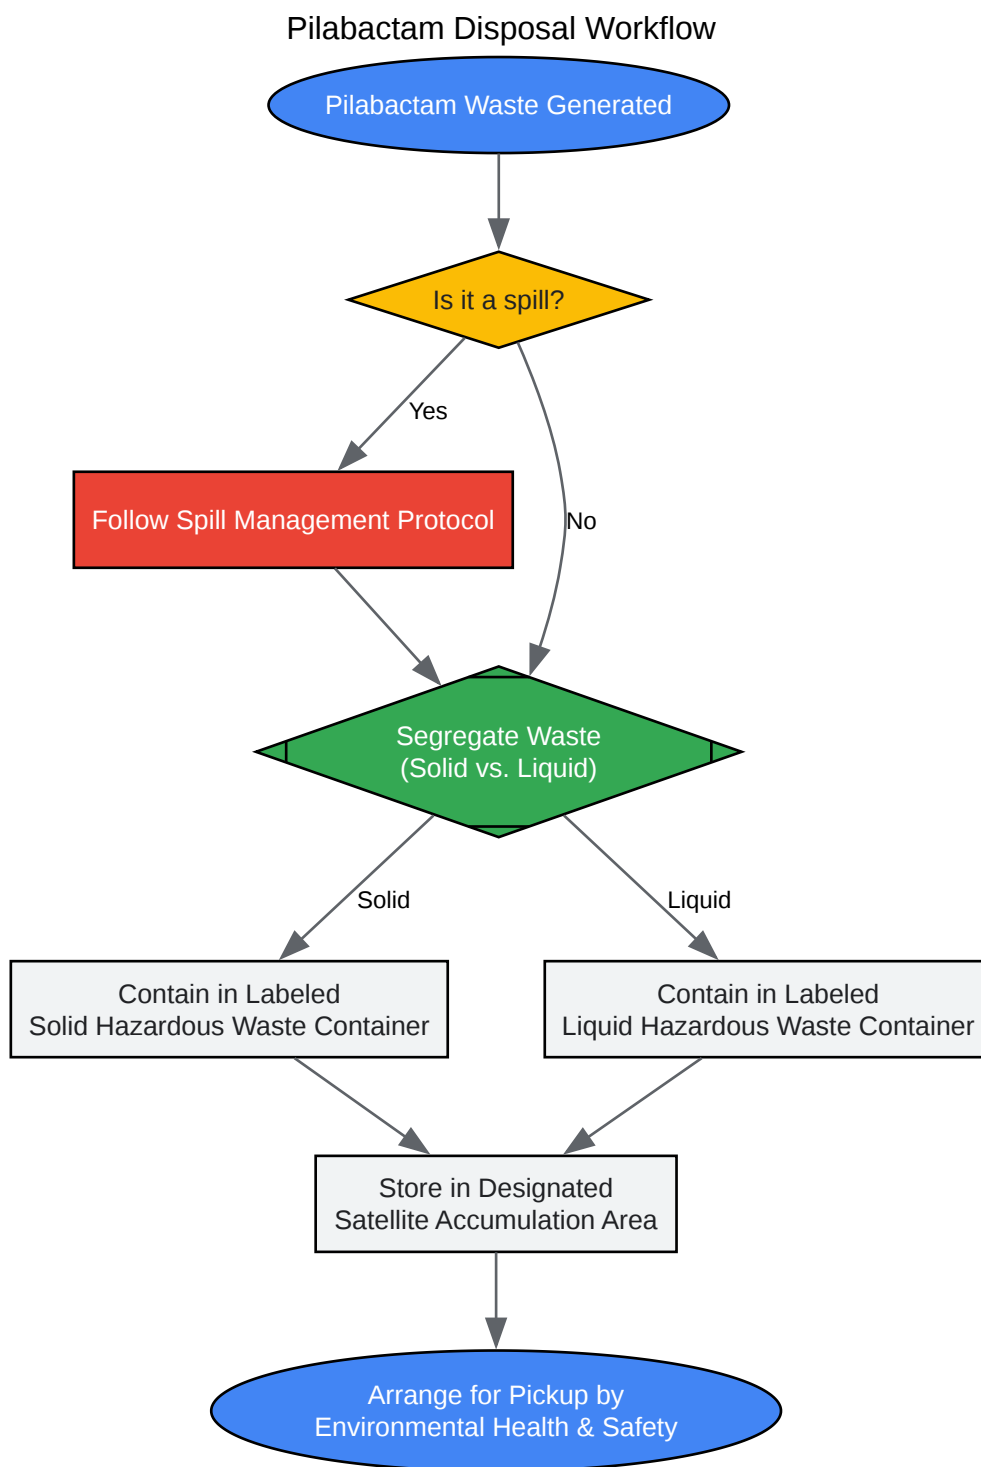 Pilabactam Disposal Workflow
Pilabactam Waste Generated
Is it a spill?
Yes
Follow Spill Management Protocol
No
Segregate Waste
(Solid vs. Liquid)
Solid
Liquid
Contain in Labeled
Solid Hazardous Waste Container
Contain in Labeled
Liquid Hazardous Waste Container
Store in Designated
Satellite Accumulation Area
Arrange for Pickup by
Environmental Health & Safety